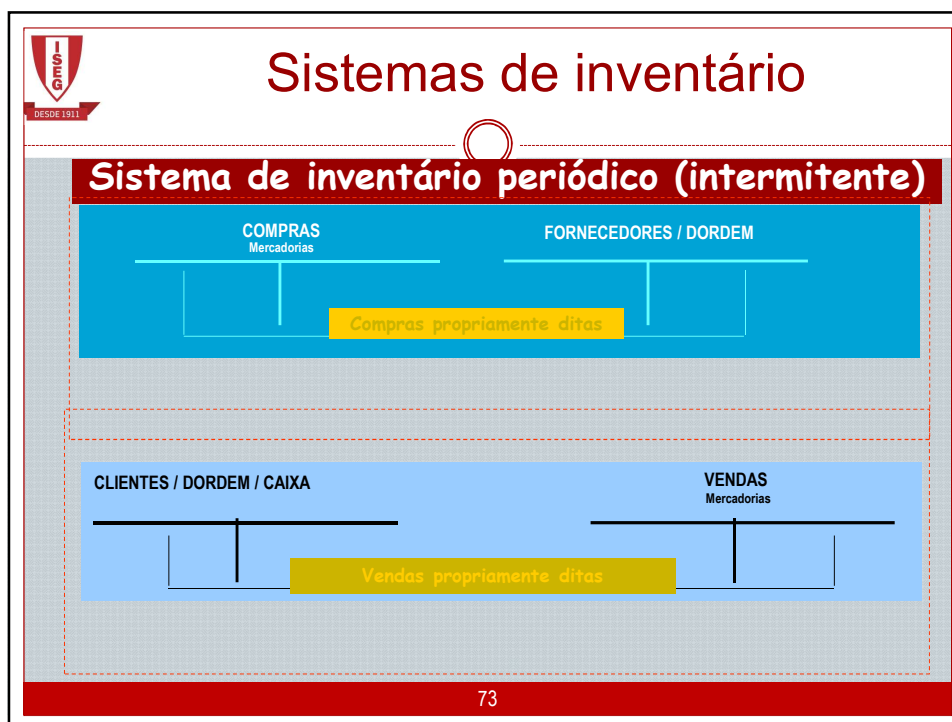 ISEG
DESDE 1911
Sistemas de inventário
Sistema de inventário periódico (intermitente)
COMPRAS
Mercadorias
FORNECEDORES / DORDEM
Compras propriamente ditas
CLIENTES / DORDEM / CAIXA
VENDAS
Mercadorias
Vendas propriamente ditas
73